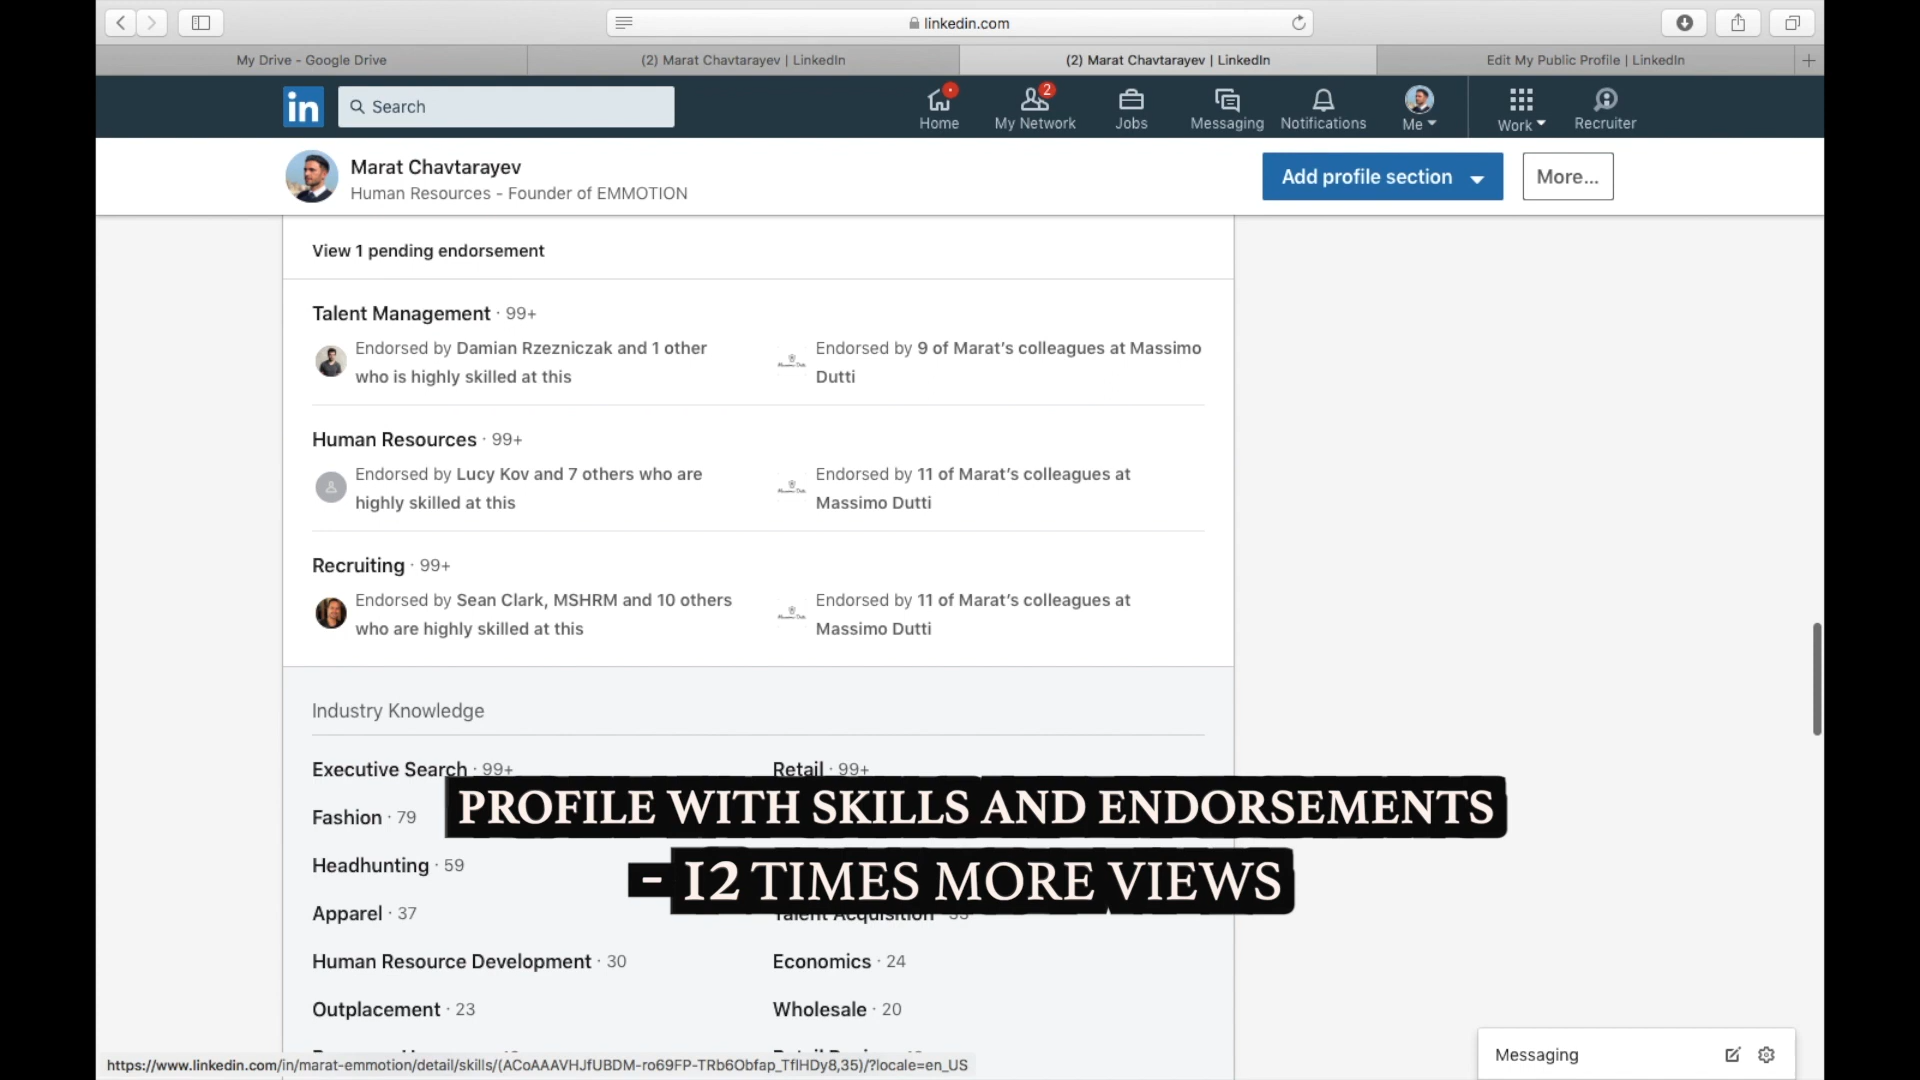 linkedin.com
My Drive - Google Drive
(2) Marat Chavtarayev | LinkedIn
(2) Marat Chavtarayev | LinkedIn
Edit My Public Profile | LinkedIn
in
Search
Home
2
My Network
Jobs
Messaging
Notifications
Me
Work
Recruiter
Marat Chavtarayev
Human Resources - Founder of EMMOTION
Add profile section
More...
View 1 pending endorsement
Talent Management · 99+
Endorsed by Damian Rzezniczak and 1 other
who is highly skilled at this
Endorsed by 9 of Marat's colleagues at Massimo
Dutti
Human Resources · 99+
Endorsed by Lucy Kov and 7 others who are
highly skilled at this
Endorsed by 11 of Marat's colleagues at
Massimo Dutti
Recruiting · 99+
Endorsed by Sean Clark, MSHRM and 10 others
who are highly skilled at this
Endorsed by 11 of Marat's colleagues at
Massimo Dutti
Industry Knowledge
Executive Search · 99+
Retail · 99+
Fashion · 79
PROFILE WITH SKILLS AND ENDORSEMENTS
- 12 TIMES MORE VIEWS
Headhunting · 59
Apparel · 37
Talent Acquisition
Human Resource Development · 30
Economics · 24
Outplacement · 23
Wholesale · 20
https://www.linkedin.com/in/marat-emmotion/detail/skills/(ACoAAAVHJfUBDM-ro69FP-TRb6Obfap_TflHDy8,35)/?locale=en_US
Messaging